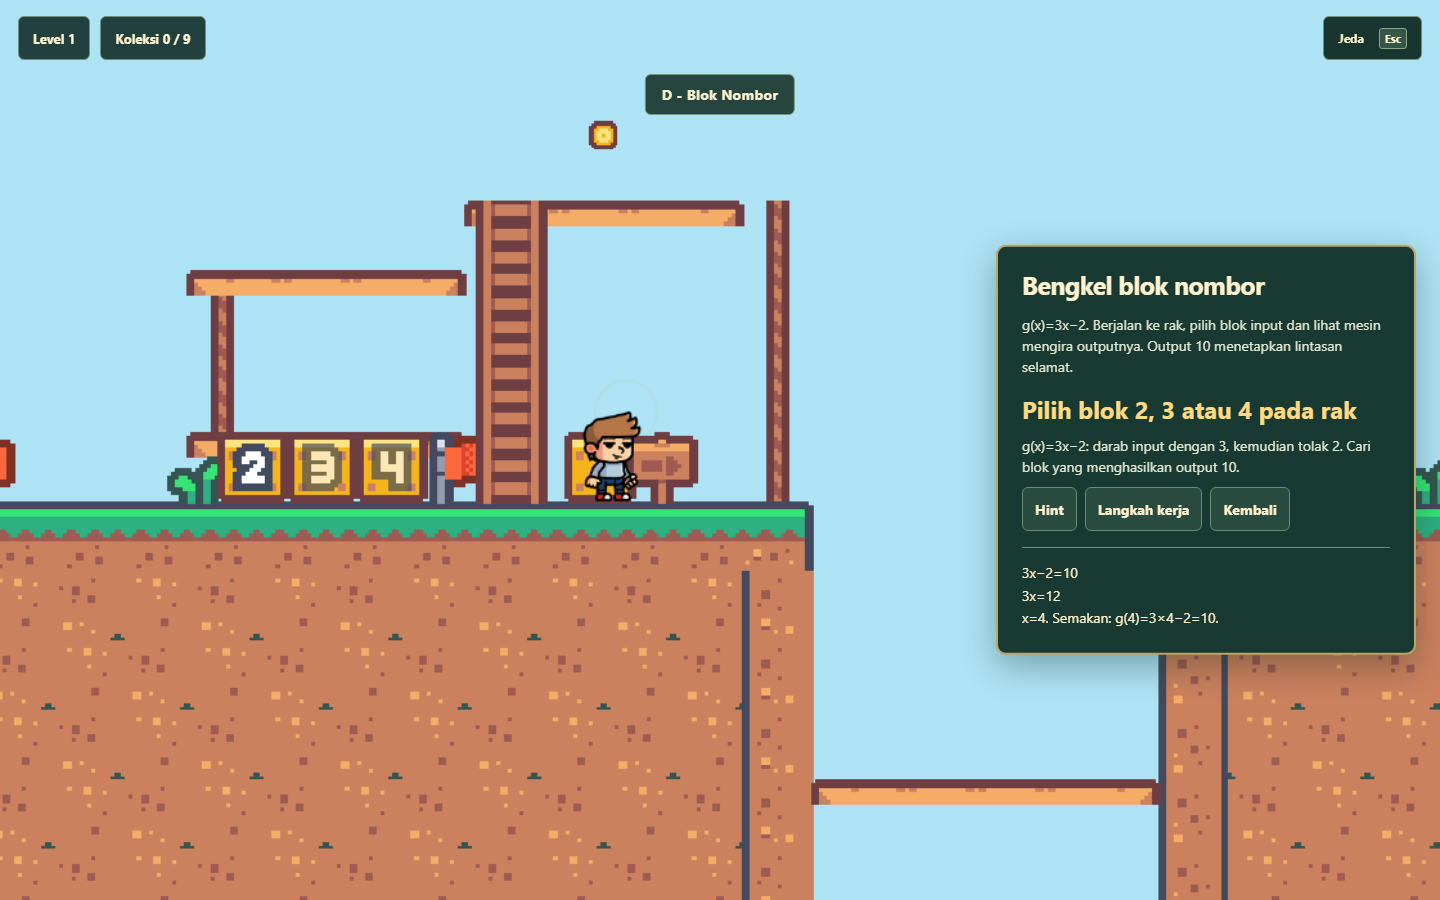 Level 1
Koleksi 0 / 9
Jeda Esc
D - Blok Nombor
2 3 4
Bengkel blok nombor
g(x)=3x−2. Berjalan ke rak, pilih blok input dan lihat mesin
mengira outputnya. Output 10 menetapkan lintasan
selamat.
Pilih blok 2, 3 atau 4 pada rak
g(x)=3x−2: darab input dengan 3, kemudian tolak 2. Cari
blok yang menghasilkan output 10.
Hint Langkah kerja Kembali
3x−2=10
3x=12
x=4. Semakan: g(4)=3×4−2=10.